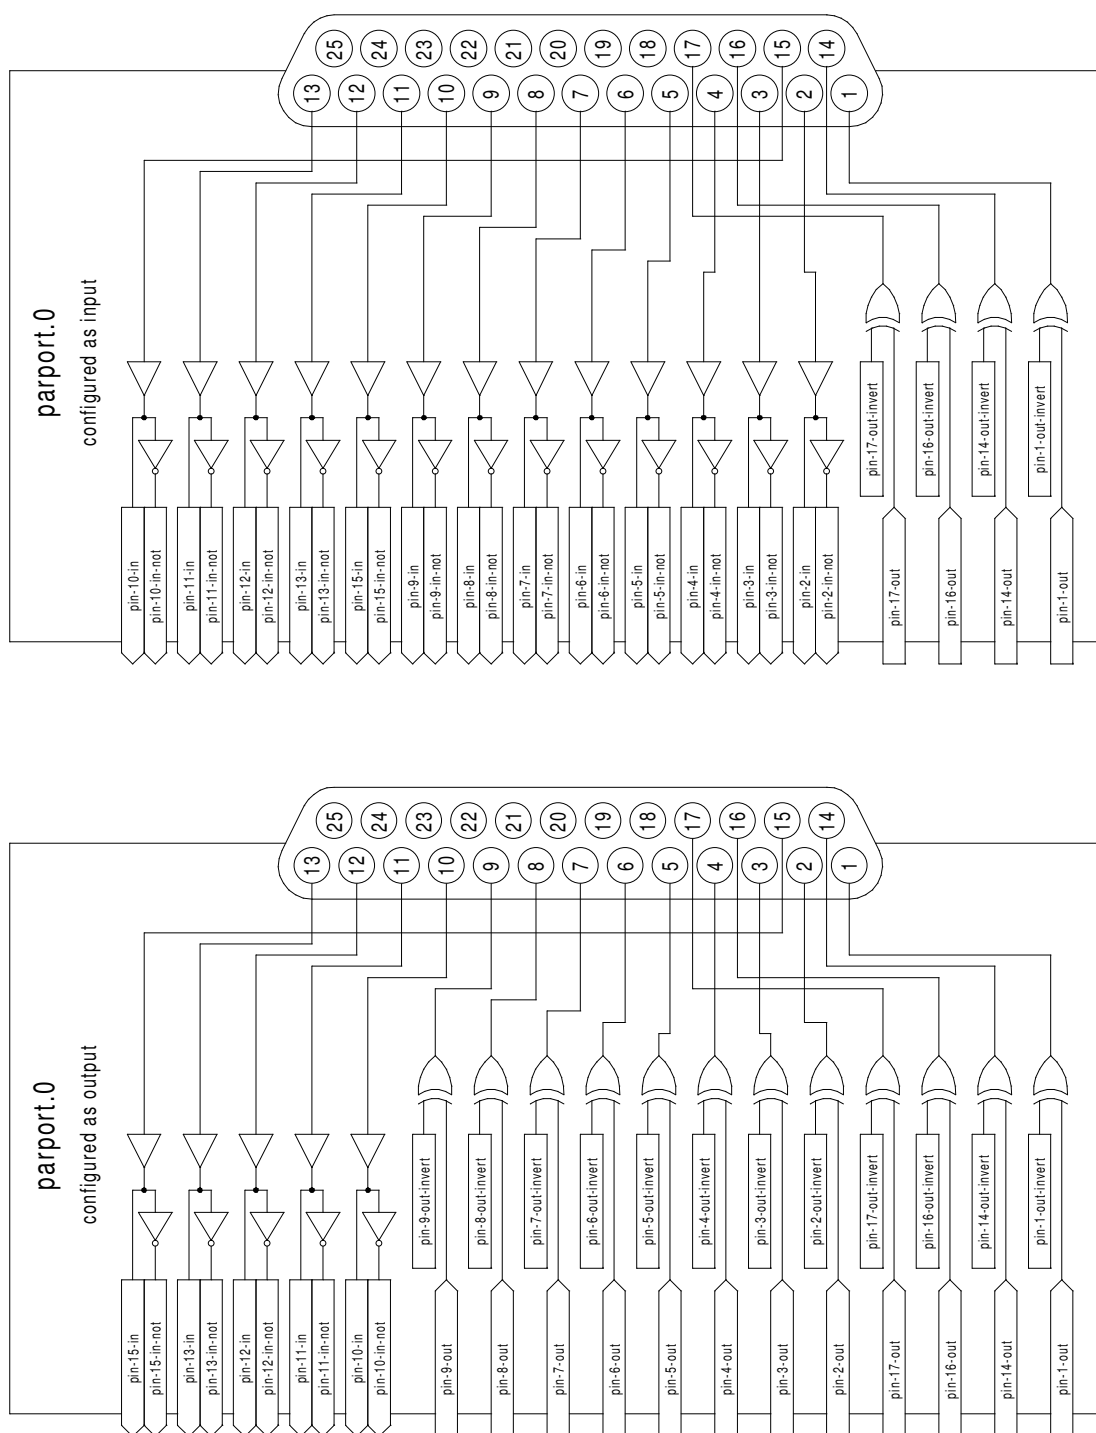 25 24 23 22 21 20 19 18 17 16 15 14
13 12 11 10 9 8 7 6 5 4 3 2 1
parport.0
configured as input
pin-17-out-invert
pin-16-out-invert
pin-14-out-invert
pin-1-out-invert
pin-10-in
pin-10-in-not
pin-11-in
pin-11-in-not
pin-12-in
pin-12-in-not
pin-13-in
pin-13-in-not
pin-15-in
pin-15-in-not
pin-9-in
pin-9-in-not
pin-8-in
pin-8-in-not
pin-7-in
pin-7-in-not
pin-6-in
pin-6-in-not
pin-5-in
pin-5-in-not
pin-4-in
pin-4-in-not
pin-3-in
pin-3-in-not
pin-2-in
pin-2-in-not
pin-17-out
pin-16-out
pin-14-out
pin-1-out
25 24 23 22 21 20 19 18 17 16 15 14
13 12 11 10 9 8 7 6 5 4 3 2 1
parport.0
configured as output
pin-9-out-invert
pin-8-out-invert
pin-7-out-invert
pin-6-out-invert
pin-5-out-invert
pin-4-out-invert
pin-3-out-invert
pin-2-out-invert
pin-17-out-invert
pin-16-out-invert
pin-14-out-invert
pin-1-out-invert
pin-15-in
pin-15-in-not
pin-13-in
pin-13-in-not
pin-12-in
pin-12-in-not
pin-11-in
pin-11-in-not
pin-10-in
pin-10-in-not
pin-9-out
pin-8-out
pin-7-out
pin-6-out
pin-5-out
pin-4-out
pin-3-out
pin-2-out
pin-17-out
pin-16-out
pin-14-out
pin-1-out